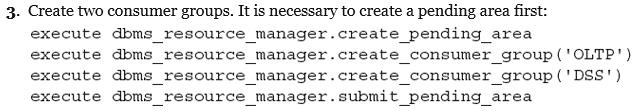 3. Create two consumer groups. It is necessary to create a pending area first:
execute dbms_resource_manager.create_pending_area
execute dbms_resource_manager.create_consumer_group('OLTP')
execute dbms_resource_manager.create_consumer_group('DSS')
execute dbms_resource_manager.submit_pending_area